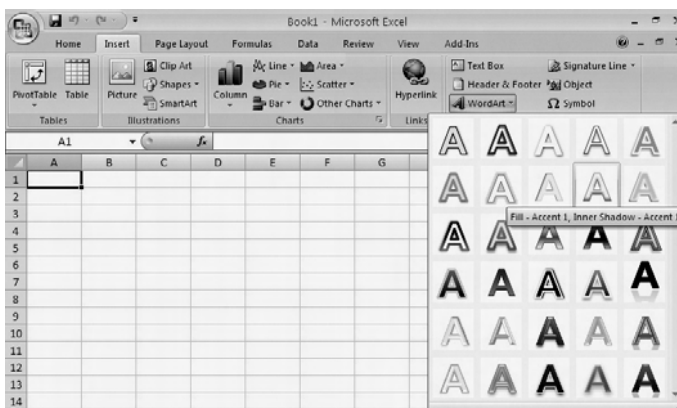 Book1 - Microsoft Excel
Home Insert Page Layout Formulas Data Review View Add-Ins
PivotTable Table Picture Clip Art Shapes SmartArt Column Line Pie Bar Area Scatter Other Charts Hyperlink Text Box Header & Footer WordArt Signature Line Object Symbol
Tables Illustrations Charts Links
A1 fx
A B C D E F G
1
2
Fill - Accent 1, Inner Shadow - Accent 1
3
4
5
6
7
8
9
10
11
12
13
14
A A A A A
A A A A A
A A A A A
A A A A A
A A A A A
A A A A A